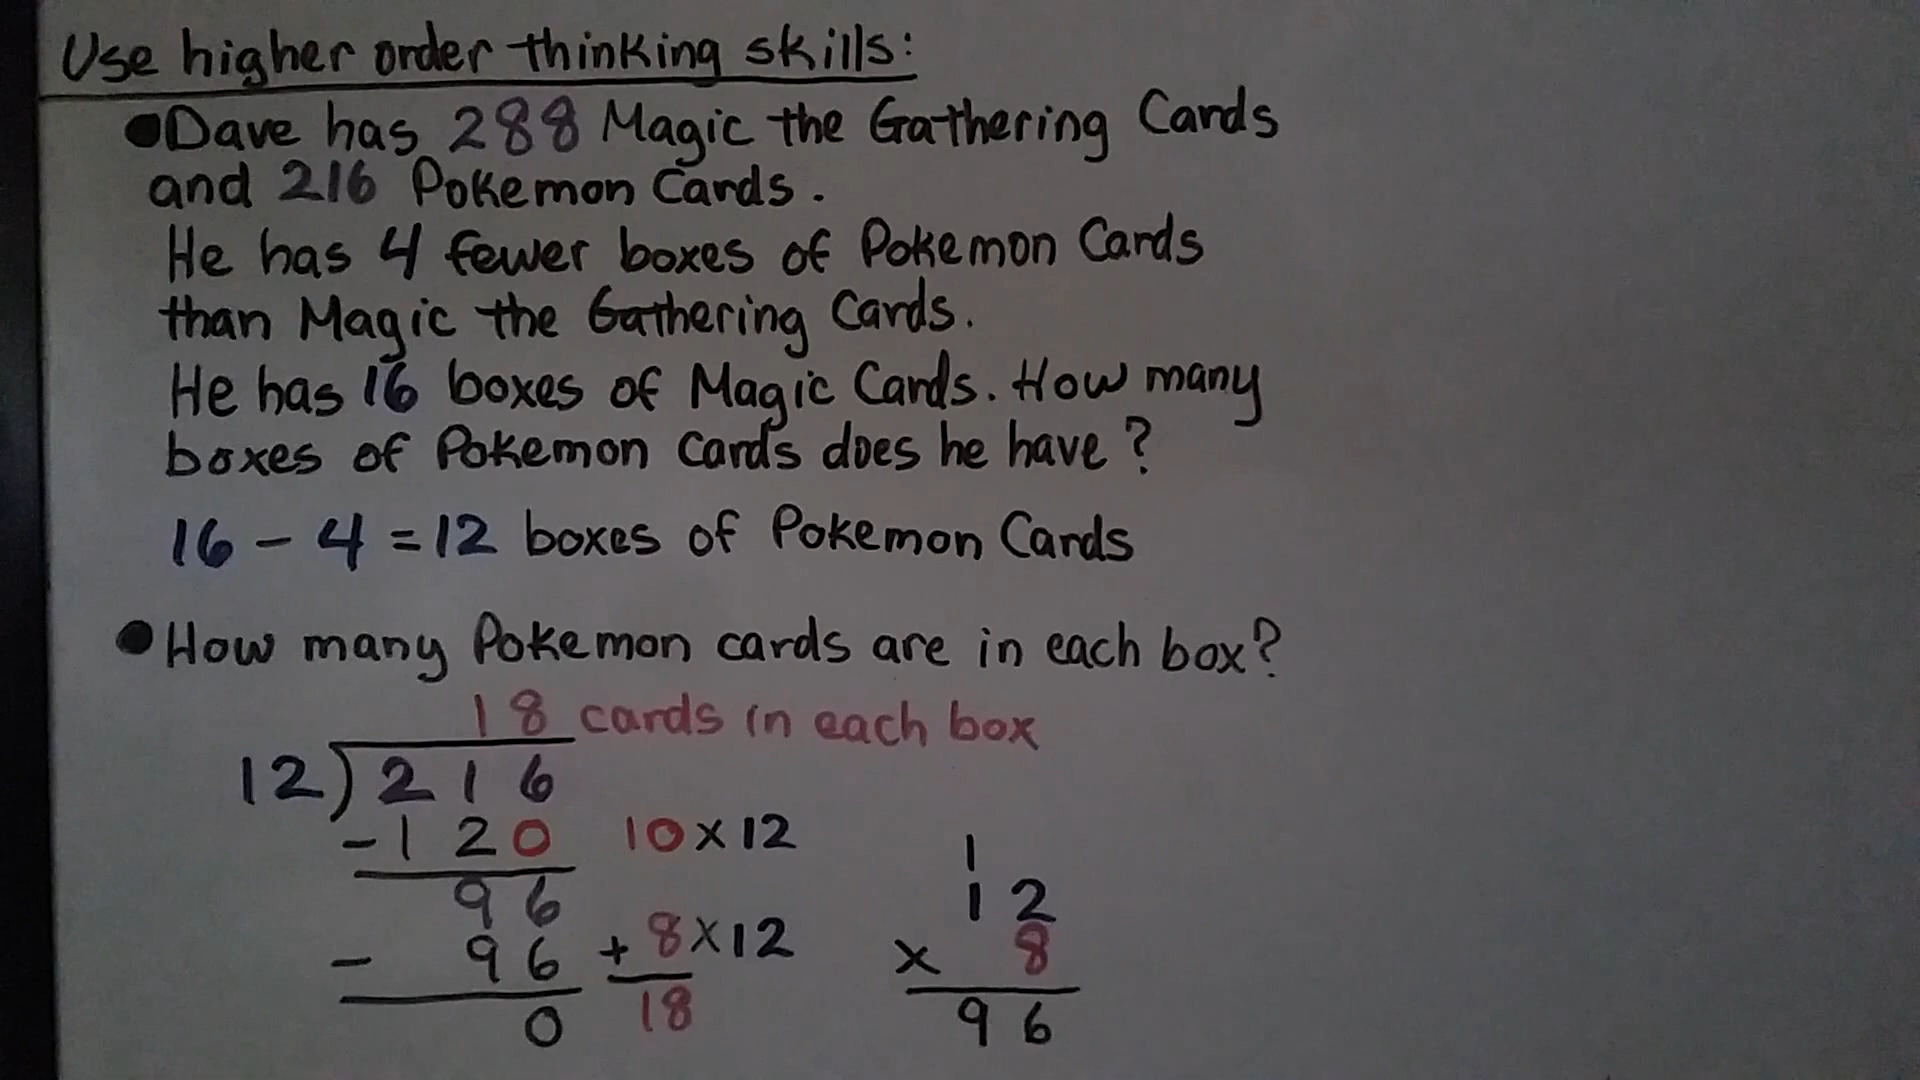 Use higher order thinking skills:
•Dave has 288 Magic the Gathering Cards
and 216 Pokemon Cards.
He has 4 fewer boxes of Pokemon Cards
than Magic the Gathering Cards.
He has 16 boxes of Magic Cards. How many
boxes of Pokemon cards does he have?
16 - 4 = 12 boxes of Pokemon Cards
•How many Pokemon cards are in each box?
18 cards in each box
12)216
-120 10x12
1
96
12
-96 +8x12
x 8
0 18
96